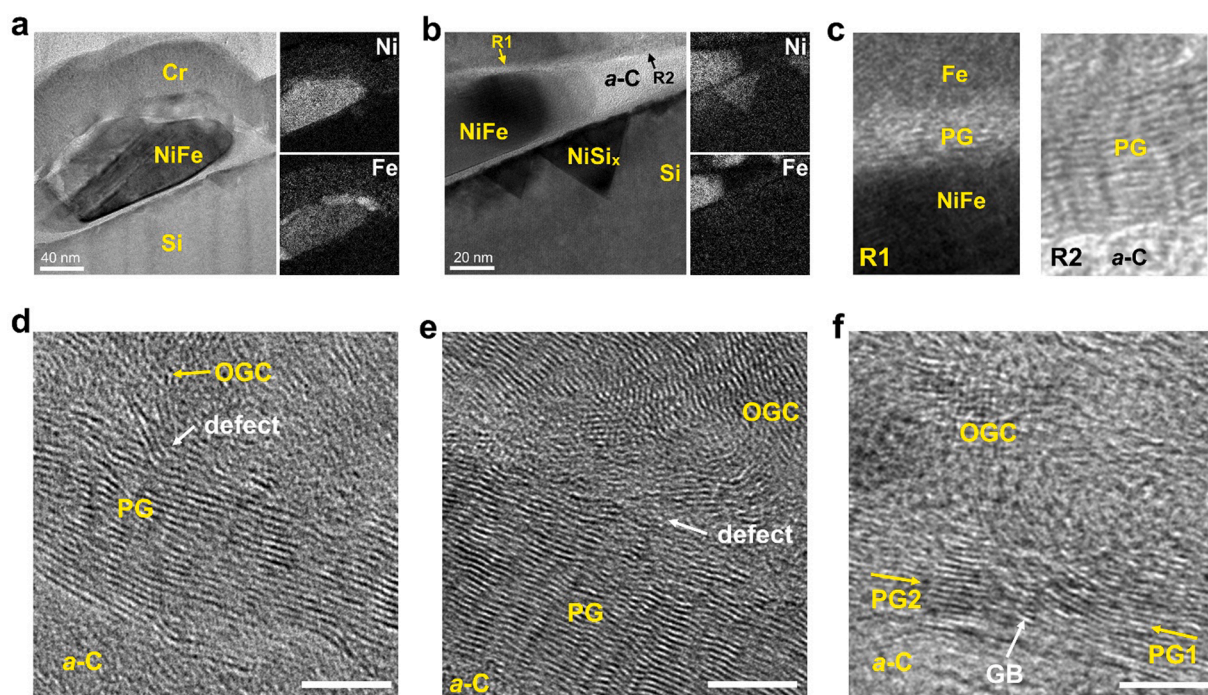 a
Cr
NiFe
Si
40 nm
Ni
Fe
b
R1
a-C
R2
NiFe
NiSix
Si
20 nm
Ni
Fe
c
Fe
PG
NiFe
R1
PG
R2
a-C
d
OGC
defect
PG
a-C
e
OGC
defect
PG
a-C
f
OGC
PG2
PG1
GB
a-C